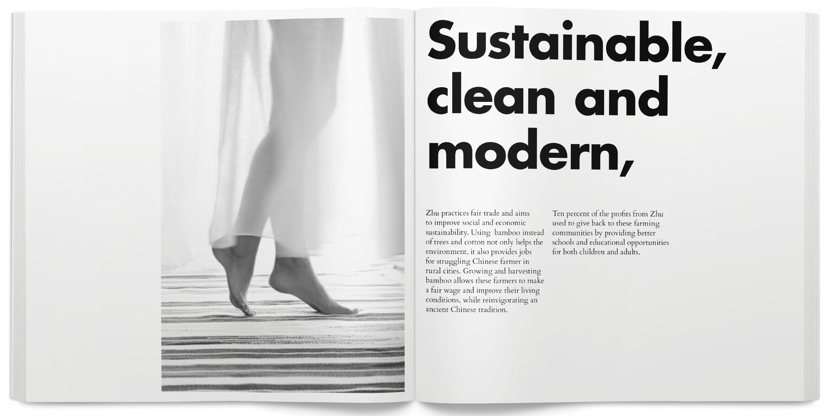 Sustainable,
clean and
modern,
Zhu practices fair trade and aims
to improve social and economic
sustainability. Using  bamboo instead
of trees and cotton not only helps the
environment, it also provides jobs
for struggling Chinese farmer in
rural cities. Growing and harvesting
bamboo allows these farmers to make
a fair wage and improve their living
conditions, while reinvigorating an
ancient Chinese tradition.
Ten percent of the profits from Zhu
used to give back to these farming
communities by providing better
schools and educational opportunities
for both children and adults.